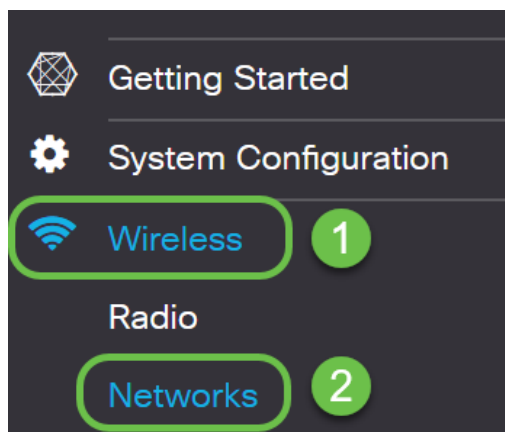 Getting Started
System Configuration
Wireless 1
Radio
Networks 2